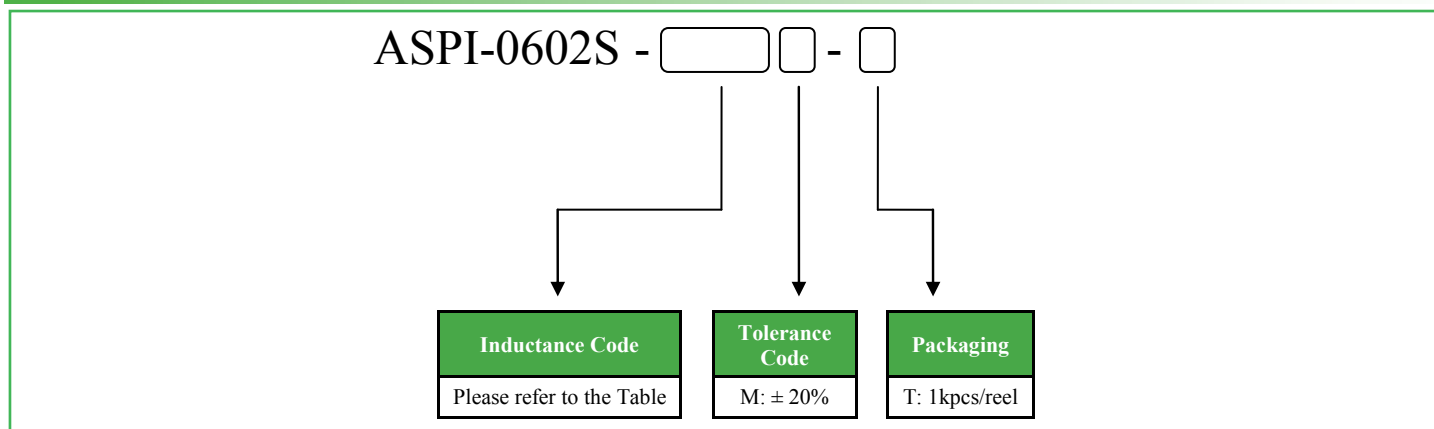 ASPI-0602S - -
Inductance Code
Please refer to the Table
Tolerance
Code
M: ± 20%
Packaging
T: 1kpcs/reel